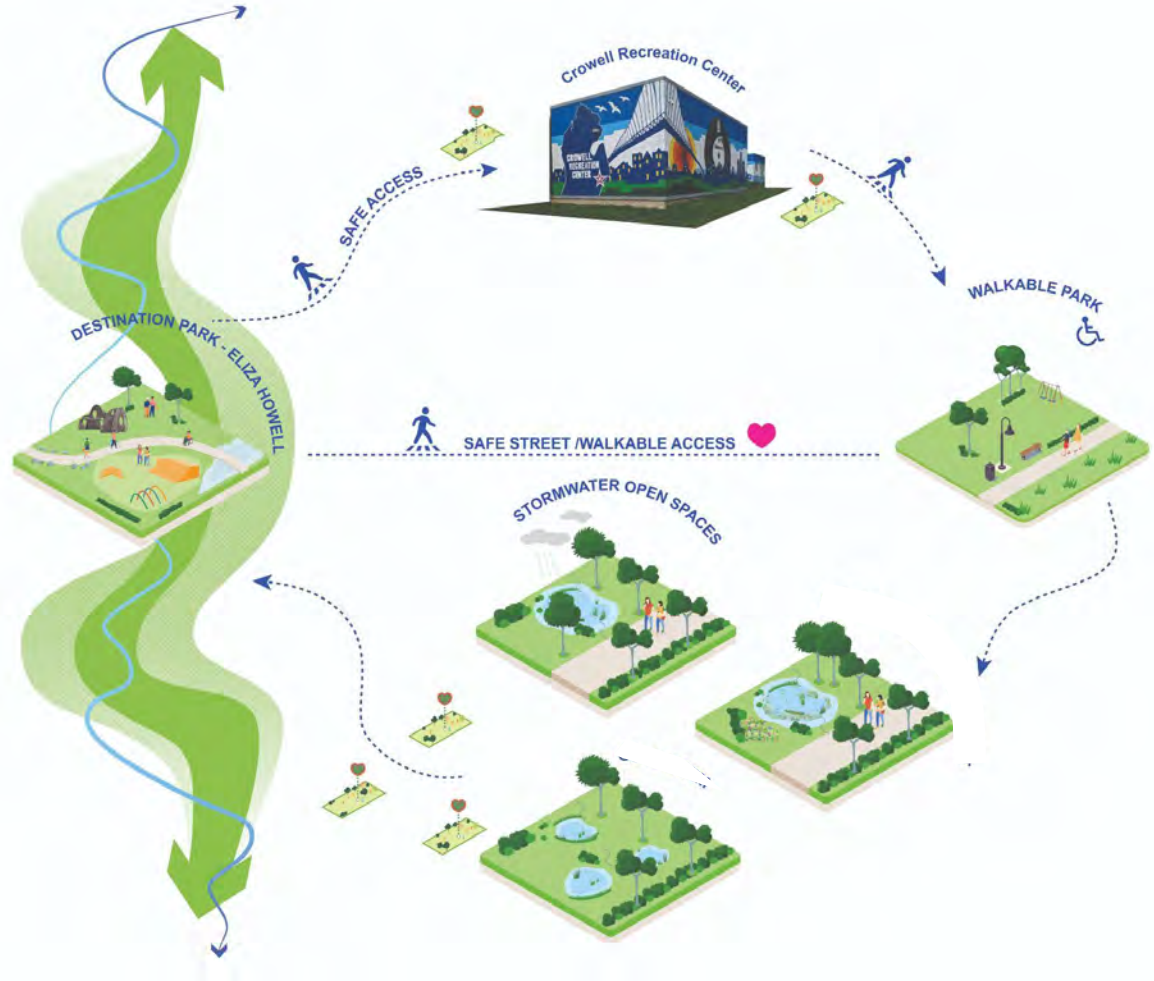 Crowell Recreation Center
CROWELL
RECREATION
CENTER
SAFE ACCESS
WALKABLE PARK
DESTINATION PARK - ELIZA HOWELL
SAFE STREET /WALKABLE ACCESS
STORMWATER OPEN SPACES